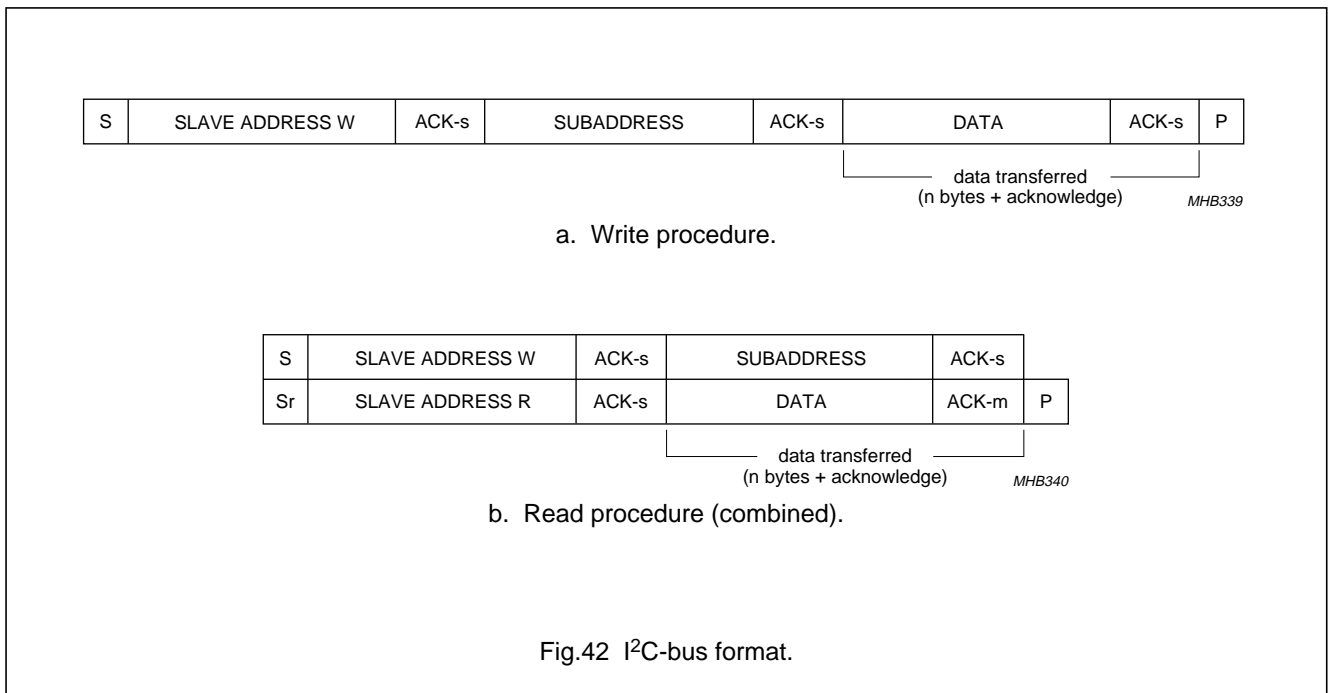 S SLAVE ADDRESS W ACK-s SUBADDRESS ACK-s DATA ACK-s P
data transferred
(n bytes + acknowledge)
MHB339
a. Write procedure.
S SLAVE ADDRESS W ACK-s SUBADDRESS ACK-s
Sr SLAVE ADDRESS R ACK-s DATA ACK-m P
data transferred
(n bytes + acknowledge)
MHB340
b. Read procedure (combined).
Fig.42 I²C-bus format.